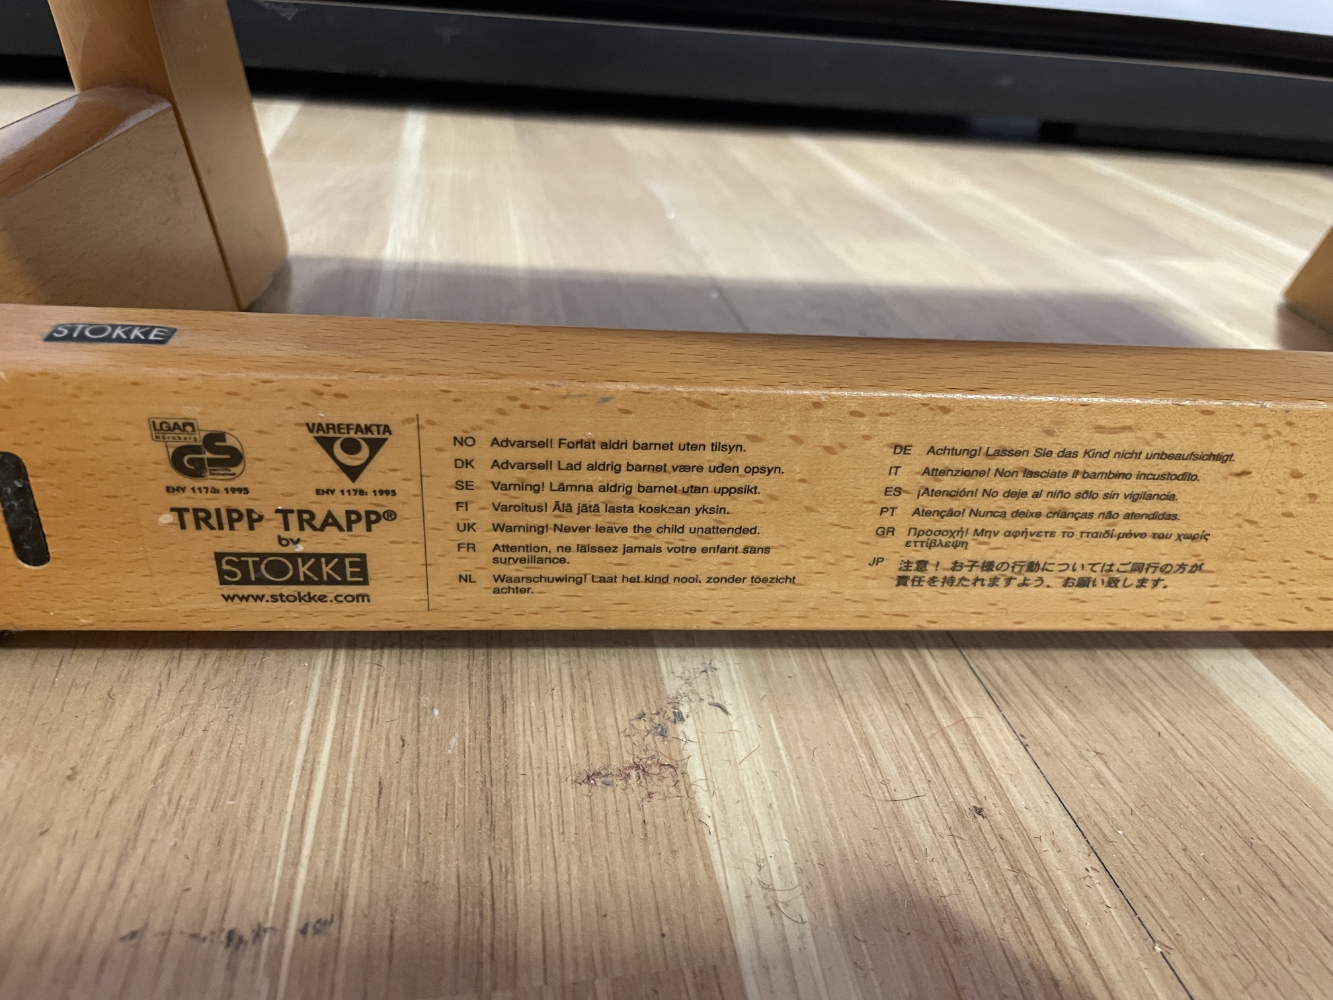 STOKKE
LGA
Nürnberg
GS
ENV 1178: 1995
VAREFAKTA
ENV 1178: 1995
TRIPP TRAPP®
by
STOKKE
www.stokke.com
NO Advarsel! Forlat aldri barnet uten tilsyn.
DK Advarsel! Lad aldrig barnet være uden opsyn.
SE Varning! Lämna aldrig barnet utan uppsikt.
FI Varoitus! Älä jätä lasta koskaan yksin.
UK Warning! Never leave the child unattended.
FR Attention, ne laissez jamais votre enfant sans
surveillance.
NL Waarschuwing! Laat het kind nooit zonder toezicht
achter.
DE Achtung! Lassen Sie das Kind nicht unbeaufsichtigt.
IT Attenzione! Non lasciate il bambino incustodito.
ES ¡Atención! No deje al niño sólo sin vigilancia.
PT Atenção! Nunca deixe crianças não atendidas.
GR Προσοχή! Μην αφήνετε το παιδί μόνο του χωρίς
επίβλεψη
JP 注意！ お子様の行動についてはご同行の方が
責任を持たれますよう、お願い致します。